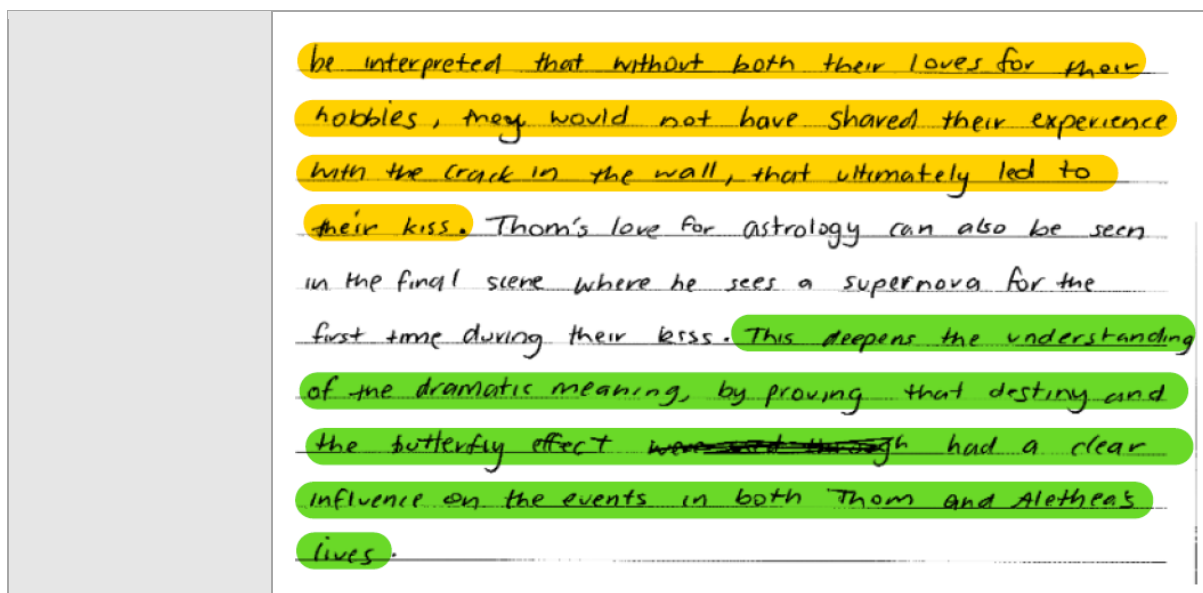 be interpreted that without both their loves for their
hobbies, they would not have shared their experience
with the crack in the wall, that ultimately led to
their kiss. Thom's love for astrology can also be seen
in the final scene where he sees a supernova for the
first time during their kiss. This deepens the understanding
of the dramatic meaning, by proving that destiny and
the butterfly effect had a clear
influence on the events in both Thom and Alethea's
lives.